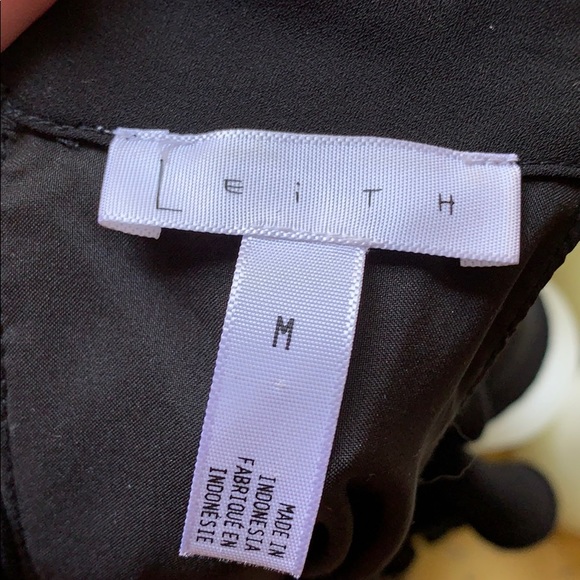 LEiTH
M
MADE IN
INDONESIA
FABRIQUÉ EN
INDONÉSIE